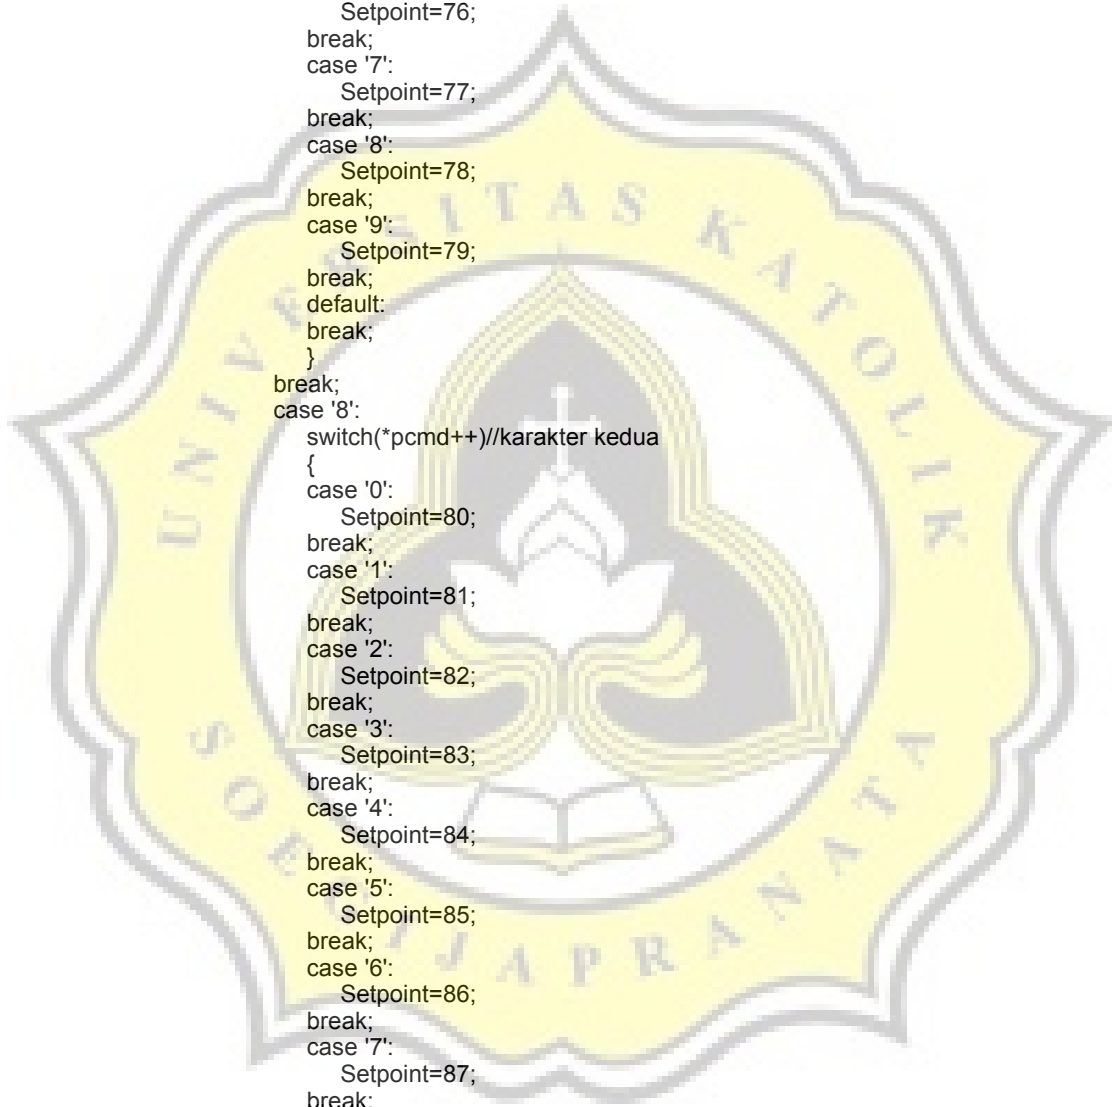 Setpoint=76;
break;
case '7':
Setpoint=77;
break;
case '8':
Setpoint=78;
break;
case '9':
Setpoint=79;
break;
default:
break;
}
break;
case '8':
switch(*pcmd++)//karakter kedua
{
case '0':
Setpoint=80;
break;
case '1':
Setpoint=81;
break;
case '2':
Setpoint=82;
break;
case '3':
Setpoint=83;
break;
case '4':
Setpoint=84;
break;
case '5':
Setpoint=85;
break;
case '6':
Setpoint=86;
break;
case '7':
Setpoint=87;
break;
UNIVERSITAS KATOLIK
SOEGIJAPRANATA